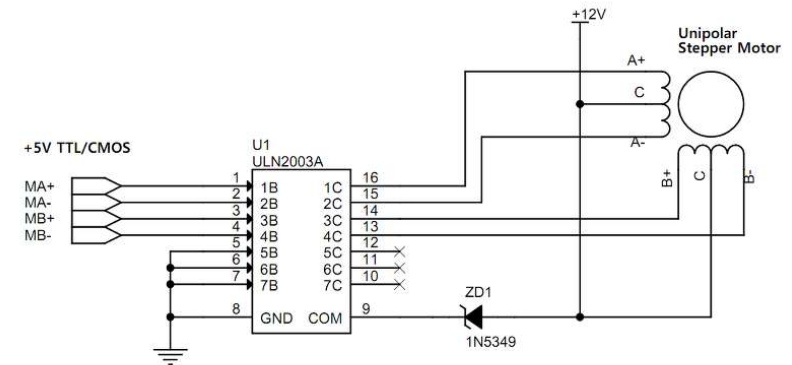 +12V
Unipolar
Stepper Motor
A+
C
A-
+5V TTL/CMOS
U1
ULN2003A
MA+
MA-
MB+
MB-
1
2
3
4
5
6
7
8
1B
2B
3B
4B
5B
6B
7B
GND
1C
2C
3C
4C
5C
6C
7C
COM
16
15
14
13
12
11
10
9
B+
C
B-
ZD1
1N5349